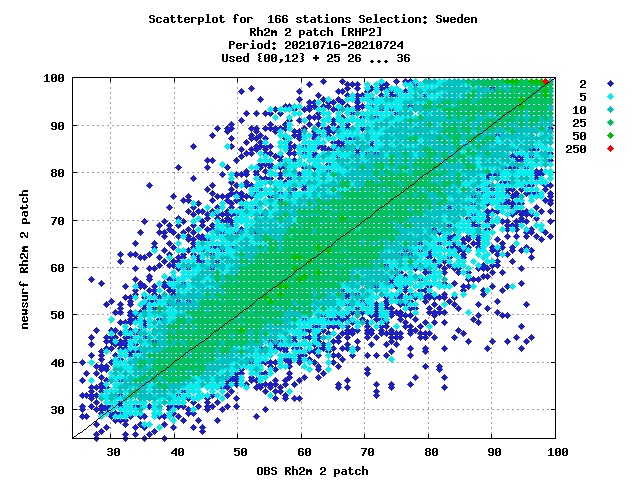 Scatterplot for  166 stations Selection: Sweden
Rh2m 2 patch [RHP2]
Period: 20210716-20210724
Used {00,12} + 25 26 ... 36
100
90
80
70
60
50
40
30
newsurf Rh2m 2 patch
2
5
10
25
50
250
30 40 50 60 70 80 90 100
OBS Rh2m 2 patch